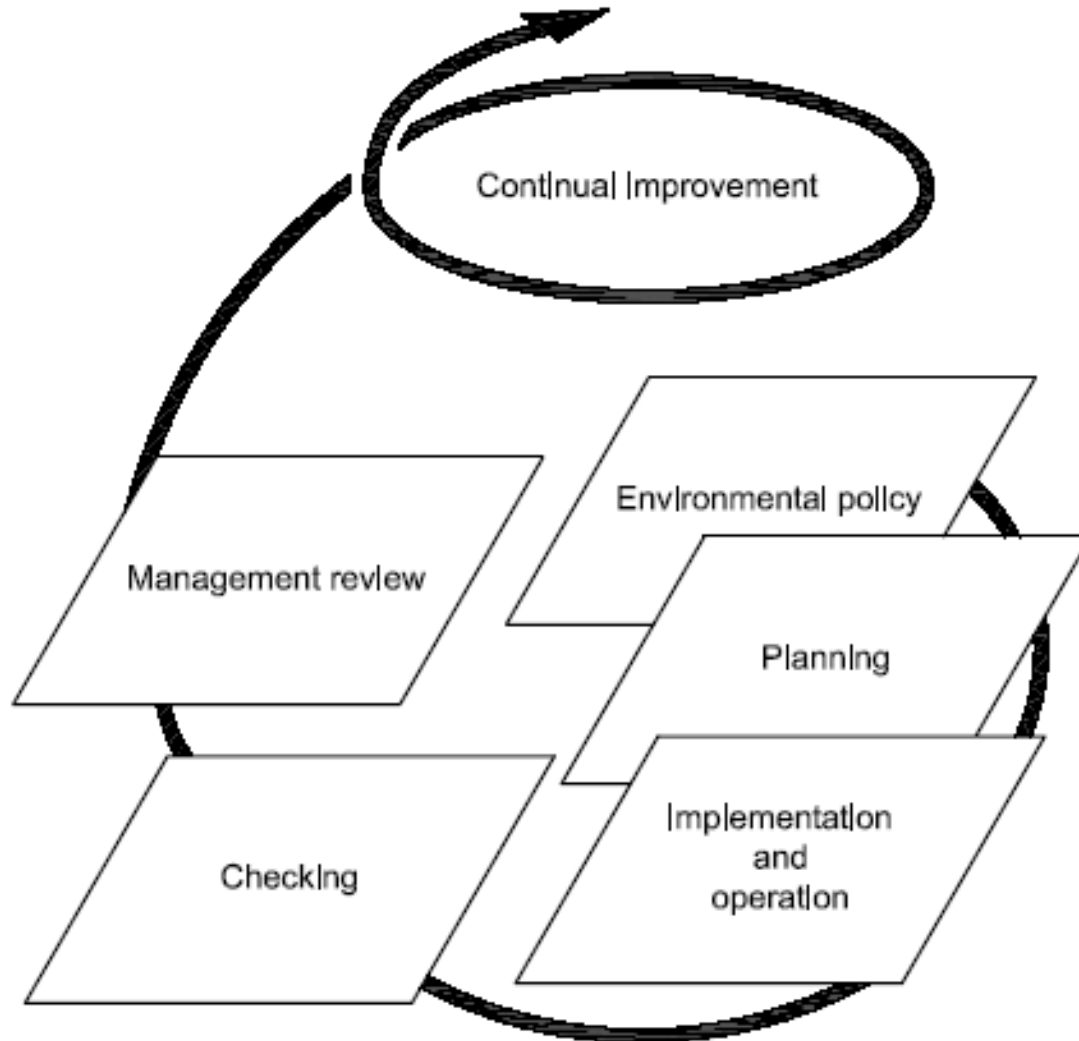 Continual improvement
Environmental policy
Management review
Planning
Implementation
and
operation
Checking